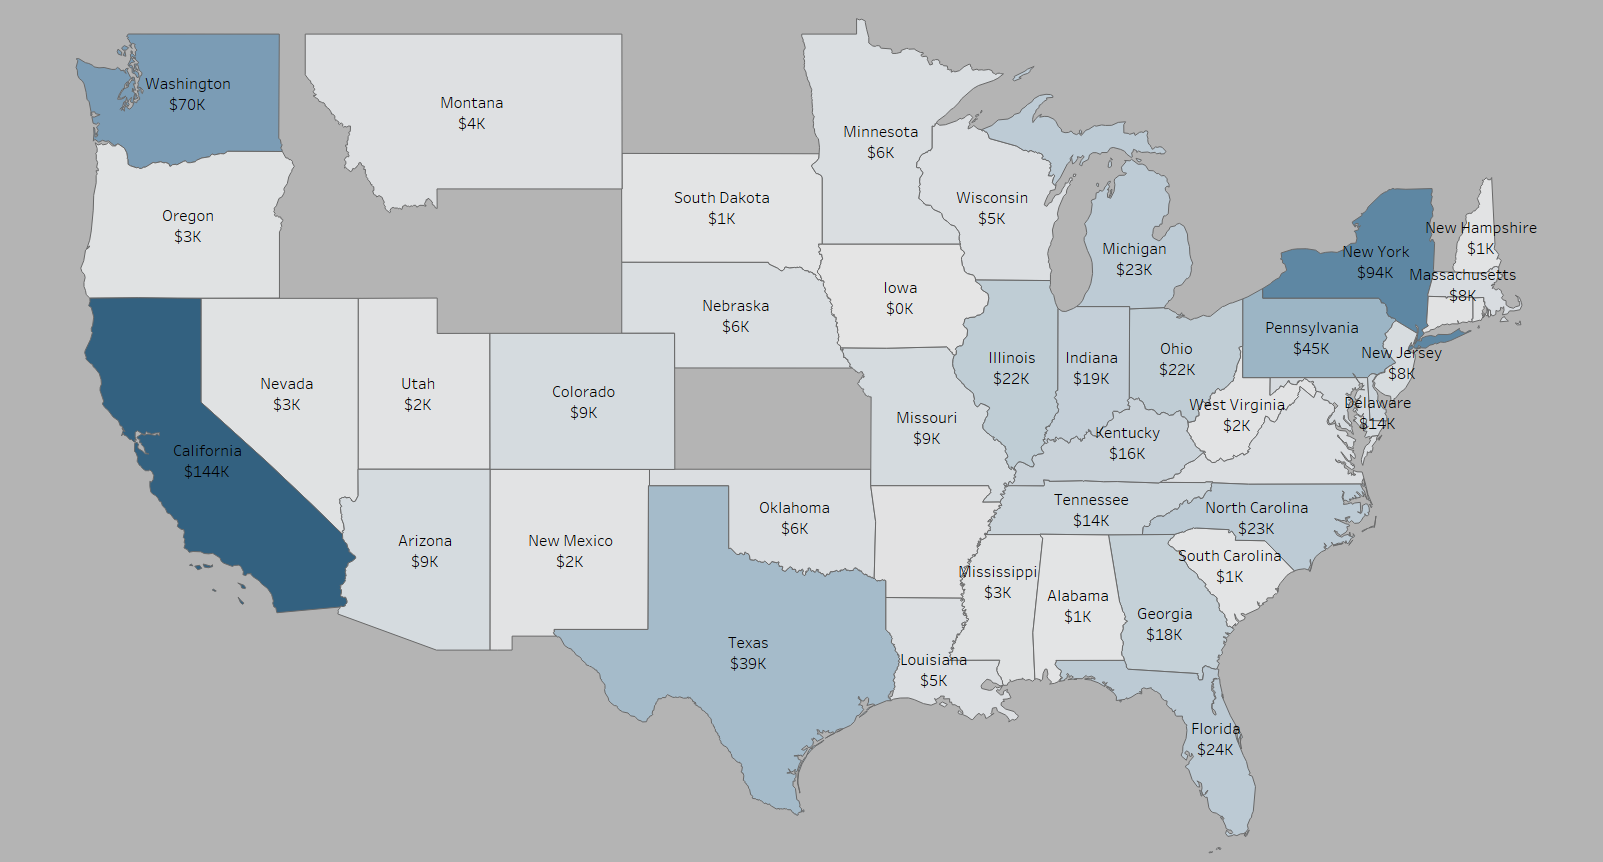 Washington
$70K
Montana
$4K
Minnesota
$6K
Oregon
$3K
South Dakota
$1K
Wisconsin
$5K
Michigan
$23K
New York
$94K
New Hampshire
$1K
Massachusetts
$8K
Iowa
$0K
Nebraska
$6K
Pennsylvania
$45K
New Jersey
$8K
Nevada
$3K
Utah
$2K
Colorado
$9K
Illinois
$22K
Indiana
$19K
Ohio
$22K
West Virginia
$2K
Delaware
$14K
Missouri
$9K
Kentucky
$16K
California
$144K
Arizona
$9K
New Mexico
$2K
Oklahoma
$6K
Tennessee
$14K
North Carolina
$23K
South Carolina
$1K
Mississippi
$3K
Alabama
$1K
Georgia
$18K
Texas
$39K
Louisiana
$5K
Florida
$24K